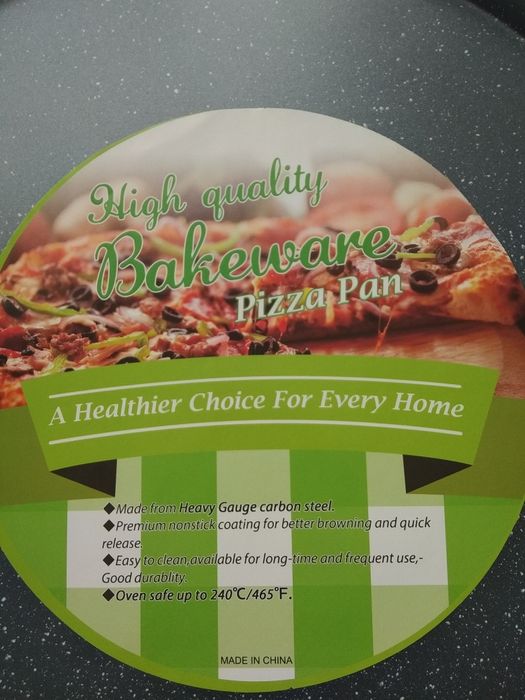 High quality
Bakeware
Pizza Pan
A Healthier Choice For Every Home
◆Made from Heavy Gauge carbon steel.
◆Premium nonstick coating for better browning and quick
release.
◆Easy to clean,available for long-time and frequent use,-
Good durablity.
◆Oven safe up to 240℃/465℉.
MADE IN CHINA